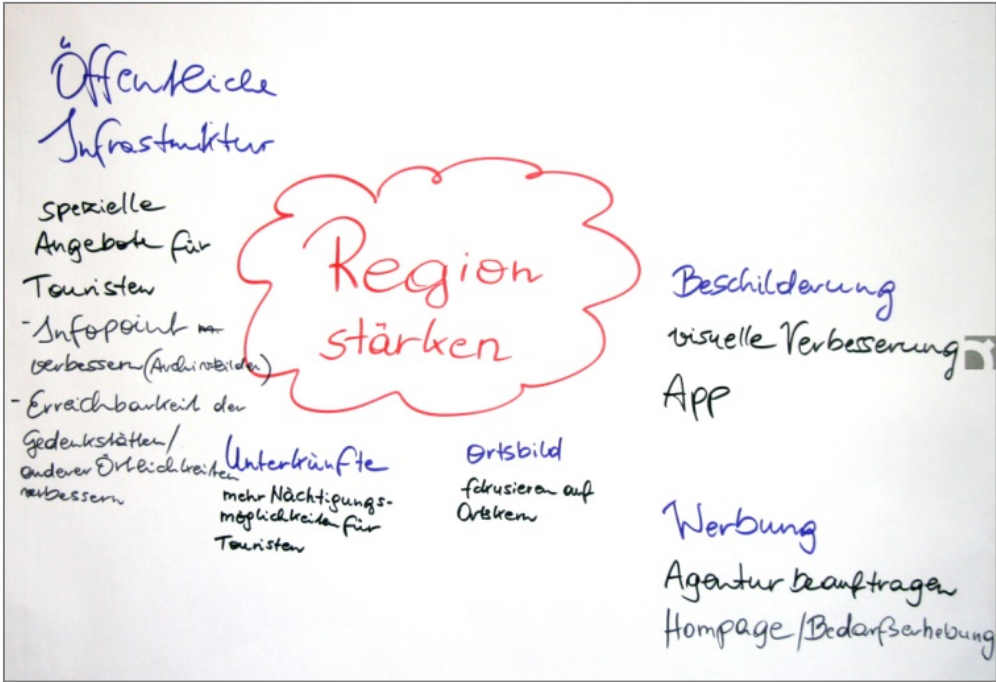 Öffentliche
Infrastruktur
spezielle
Angebote für
Touristen
- Infopoint
verbessern (Archivbilder)
- Erreichbarkeit der
Gedenkstätten/
anderer Örtlichkeiten
verbessern
Region
stärken
Unterkünfte
mehr Nächtigungs-
möglichkeiten für
Touristen
Ortsbild
fokusieren auf
Ortskern
Beschilderung
visuelle Verbesserung
App
Werbung
Agentur beauftragen
Hompage/Bedarfserhebung